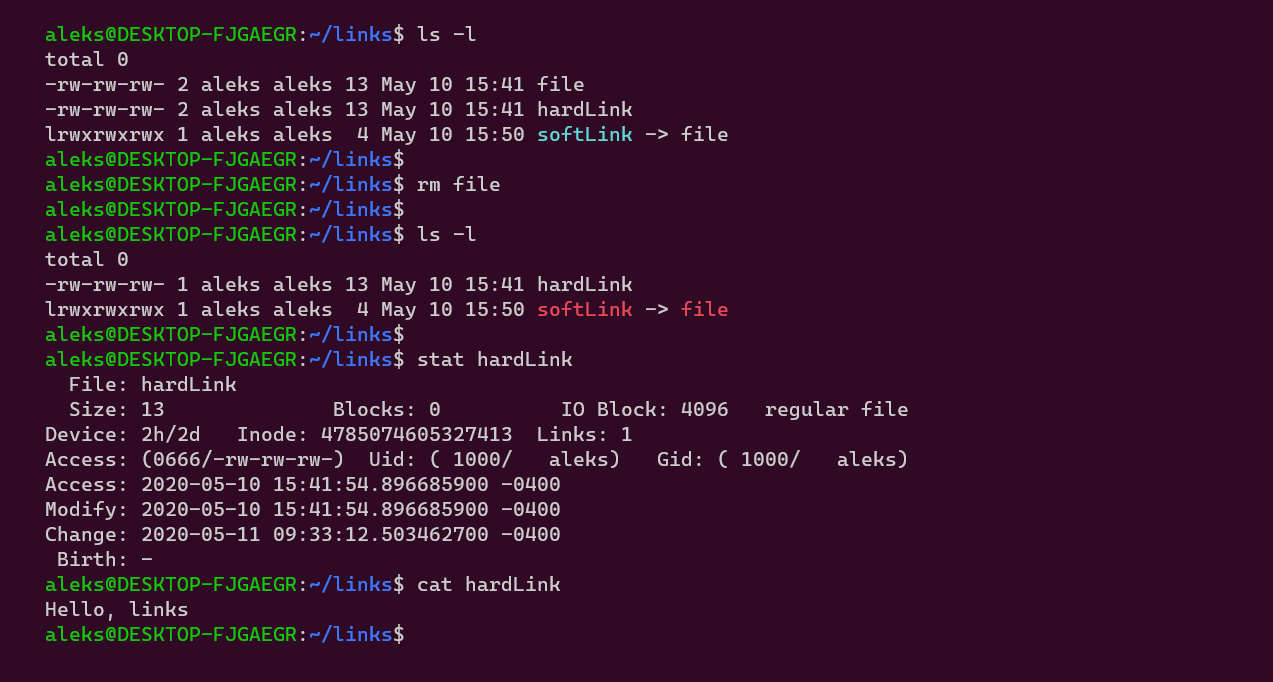 aleks@DESKTOP-FJGAEGR:~/links$ ls -l
total 0
-rw-rw-rw- 2 aleks aleks 13 May 10 15:41 file
-rw-rw-rw- 2 aleks aleks 13 May 10 15:41 hardLink
lrwxrwxrwx 1 aleks aleks  4 May 10 15:50 softLink -> file
aleks@DESKTOP-FJGAEGR:~/links$
aleks@DESKTOP-FJGAEGR:~/links$ rm file
aleks@DESKTOP-FJGAEGR:~/links$
aleks@DESKTOP-FJGAEGR:~/links$ ls -l
total 0
-rw-rw-rw- 1 aleks aleks 13 May 10 15:41 hardLink
lrwxrwxrwx 1 aleks aleks  4 May 10 15:50 softLink -> file
aleks@DESKTOP-FJGAEGR:~/links$
aleks@DESKTOP-FJGAEGR:~/links$ stat hardLink
  File: hardLink
  Size: 13              Blocks: 0          IO Block: 4096   regular file
Device: 2h/2d   Inode: 4785074605327413  Links: 1
Access: (0666/-rw-rw-rw-)  Uid: ( 1000/   aleks)   Gid: ( 1000/   aleks)
Access: 2020-05-10 15:41:54.896685900 -0400
Modify: 2020-05-10 15:41:54.896685900 -0400
Change: 2020-05-11 09:33:12.503462700 -0400
 Birth: -
aleks@DESKTOP-FJGAEGR:~/links$ cat hardLink
Hello, links
aleks@DESKTOP-FJGAEGR:~/links$